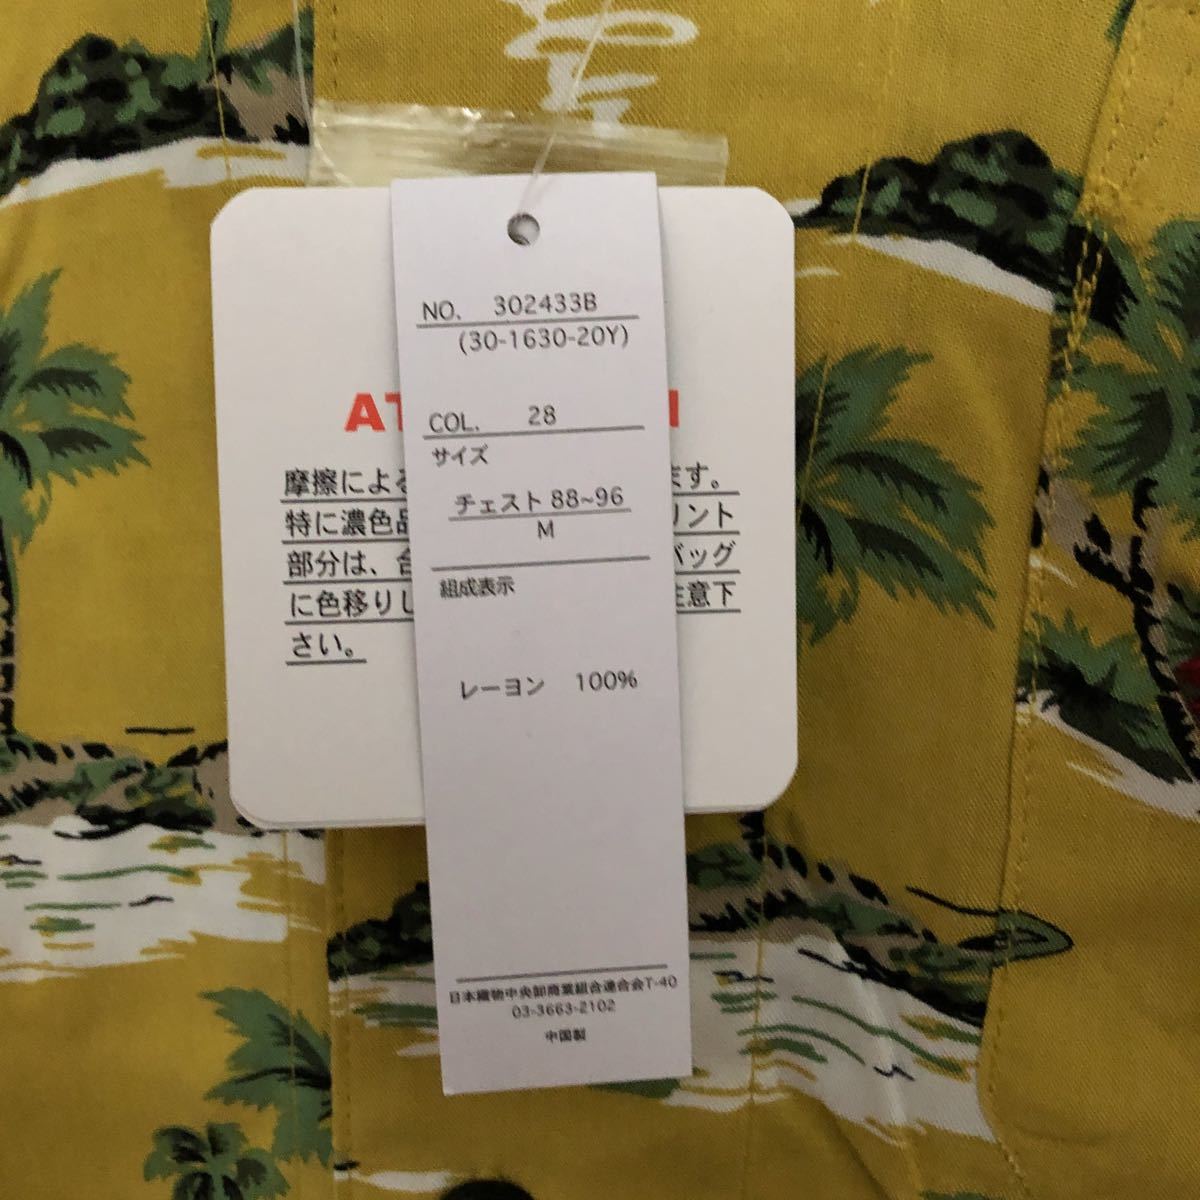 NO. 302433B
(30-1630-20Y)
COL. 28
サイズ
チェスト 88~96
M
組成表示
レーヨン 100%
日本織物中央卸商業組合連合会T-40
03-3663-2102
中国製
AT
摩擦による ます。
特に濃色品 リント
部分は、 バッグ
に色移りし 注意下
さい。